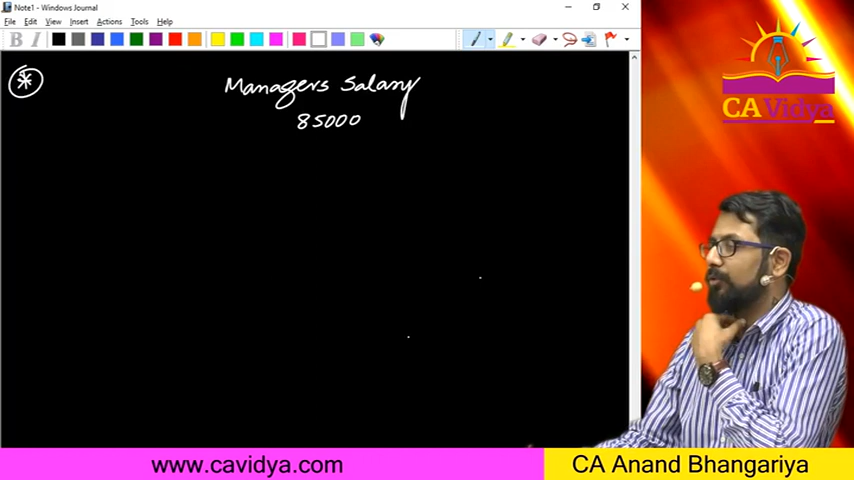 Note1 - Windows Journal
File Edit View Insert Actions Tools Help
B I
Managers Salary
85000
CA Vidya
www.cavidya.com
CA Anand Bhangariya